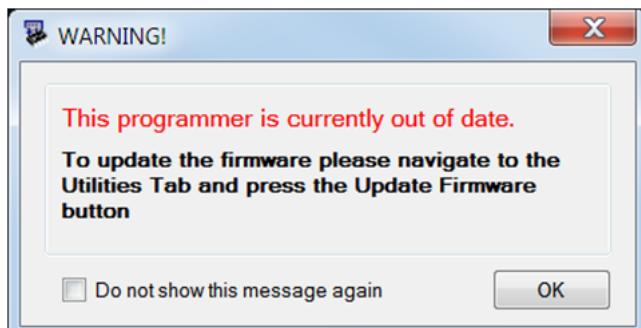 WARNING!
This programmer is currently out of date.
To update the firmware please navigate to the
Utilities Tab and press the Update Firmware
button
Do not show this message again
OK